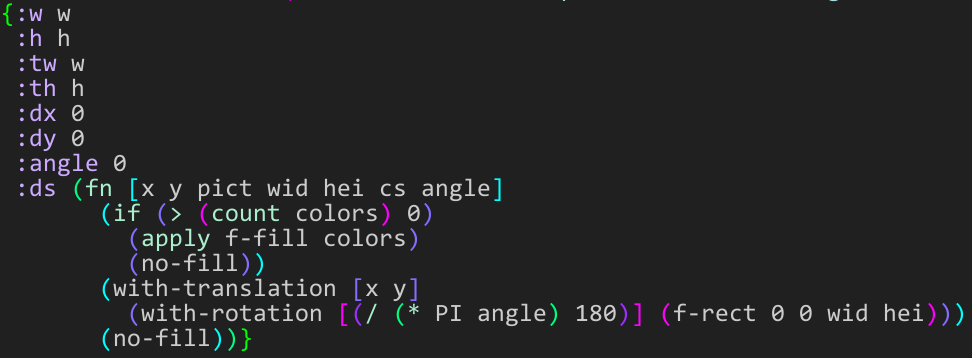 {:w w
:h h
:tw w
:th h
:dx 0
:dy 0
:angle 0
:ds (fn [x y pict wid hei cs angle]
(if (> (count colors) 0)
(apply f-fill colors)
(no-fill))
(with-translation [x y]
(with-rotation [(/ (* PI angle) 180)] (f-rect 0 0 wid hei)))
(no-fill))}